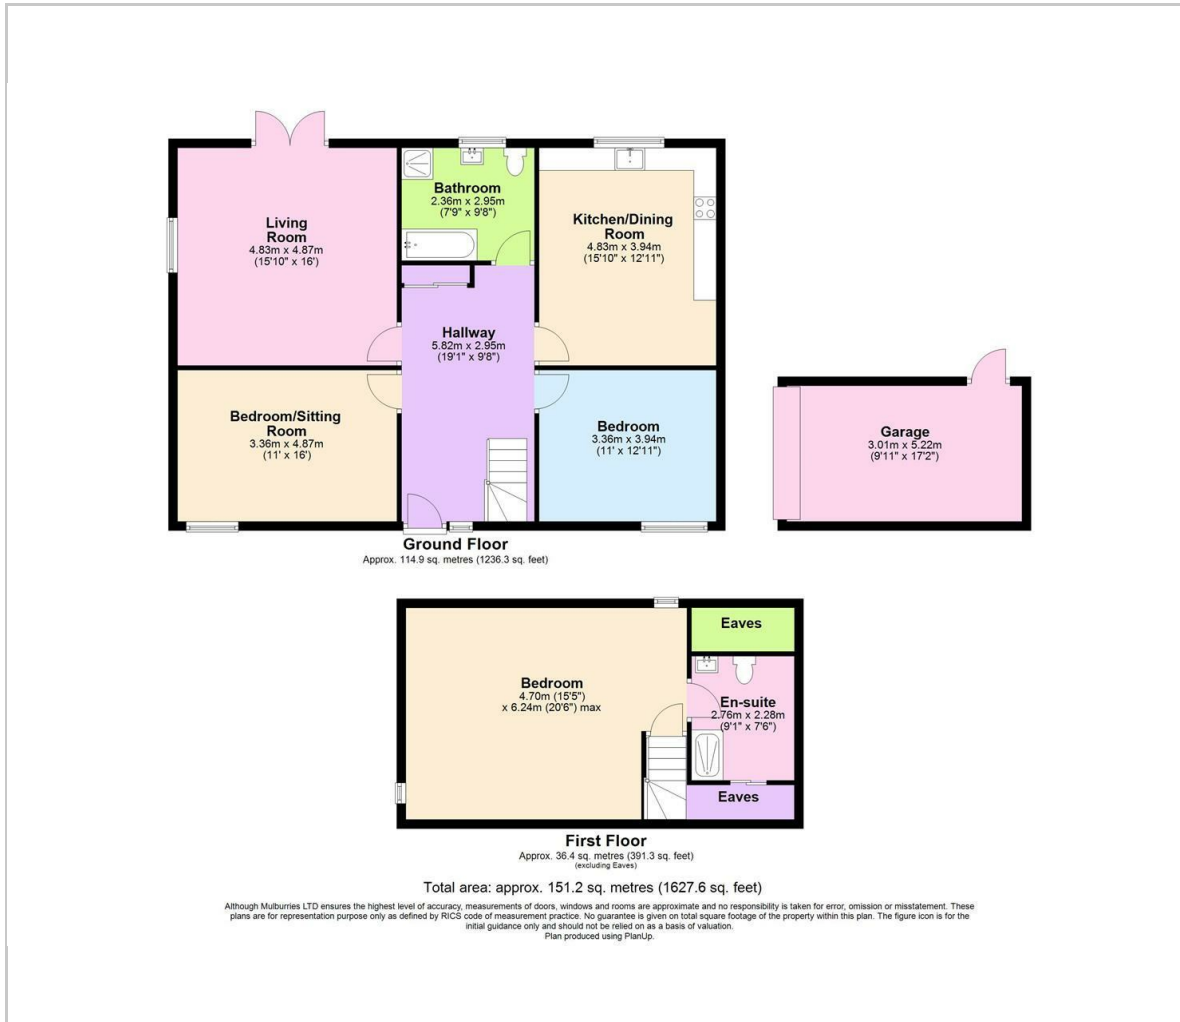 Living
Room
4.83m x 4.87m
(15'10" x 16')
Bathroom
2.36m x 2.95m
(7'9" x 9'8")
Kitchen/Dining
Room
4.83m x 3.94m
(15'10" x 12'11")
Hallway
5.82m x 2.95m
(19'1" x 9'8")
Bedroom/Sitting
Room
3.36m x 4.87m
(11' x 16')
Bedroom
3.36m x 3.94m
(11' x 12'11")
Garage
3.01m x 5.22m
(9'11" x 17'2")
Ground Floor
Approx. 114.9 sq. metres (1236.3 sq. feet)
Bedroom
4.70m (15'5")
x 6.24m (20'6") max
Eaves
En-suite
2.76m x 2.28m
(9'1" x 7'6")
Eaves
First Floor
Approx. 36.4 sq. metres (391.3 sq. feet)
(excluding Eaves)
Total area: approx. 151.2 sq. metres (1627.6 sq. feet)
Although Mulburries LTD ensures the highest level of accuracy, measurements of doors, windows and rooms are approximate and no responsibility is taken for error, omission or misstatement. These
plans are for representation purpose only as defined by RICS code of measurement practice. No guarantee is given on total square footage of the property within this plan. The figure icon is for the
initial guidance only and should not be relied on as a basis of valuation.
Plan produced using PlanUp.